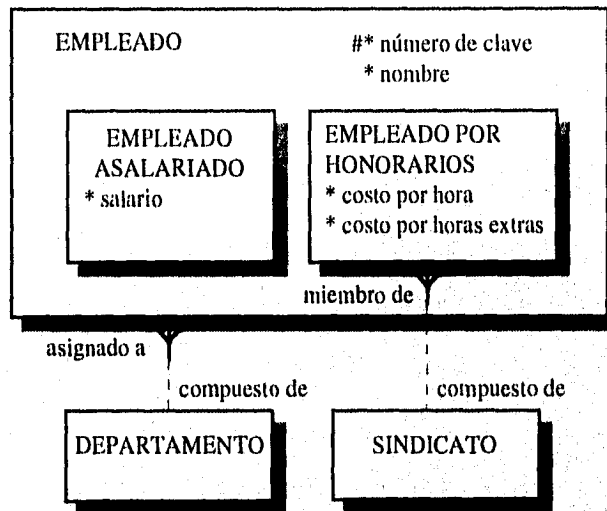 EMPLEADO
#* número de clave
* nombre
EMPLEADO
ASALARIADO
* salario
EMPLEADO POR
HONORARIOS
* costo por hora
* costo por horas extras
miembro de
asignado a
compuesto de
compuesto de
DEPARTAMENTO
SINDICATO